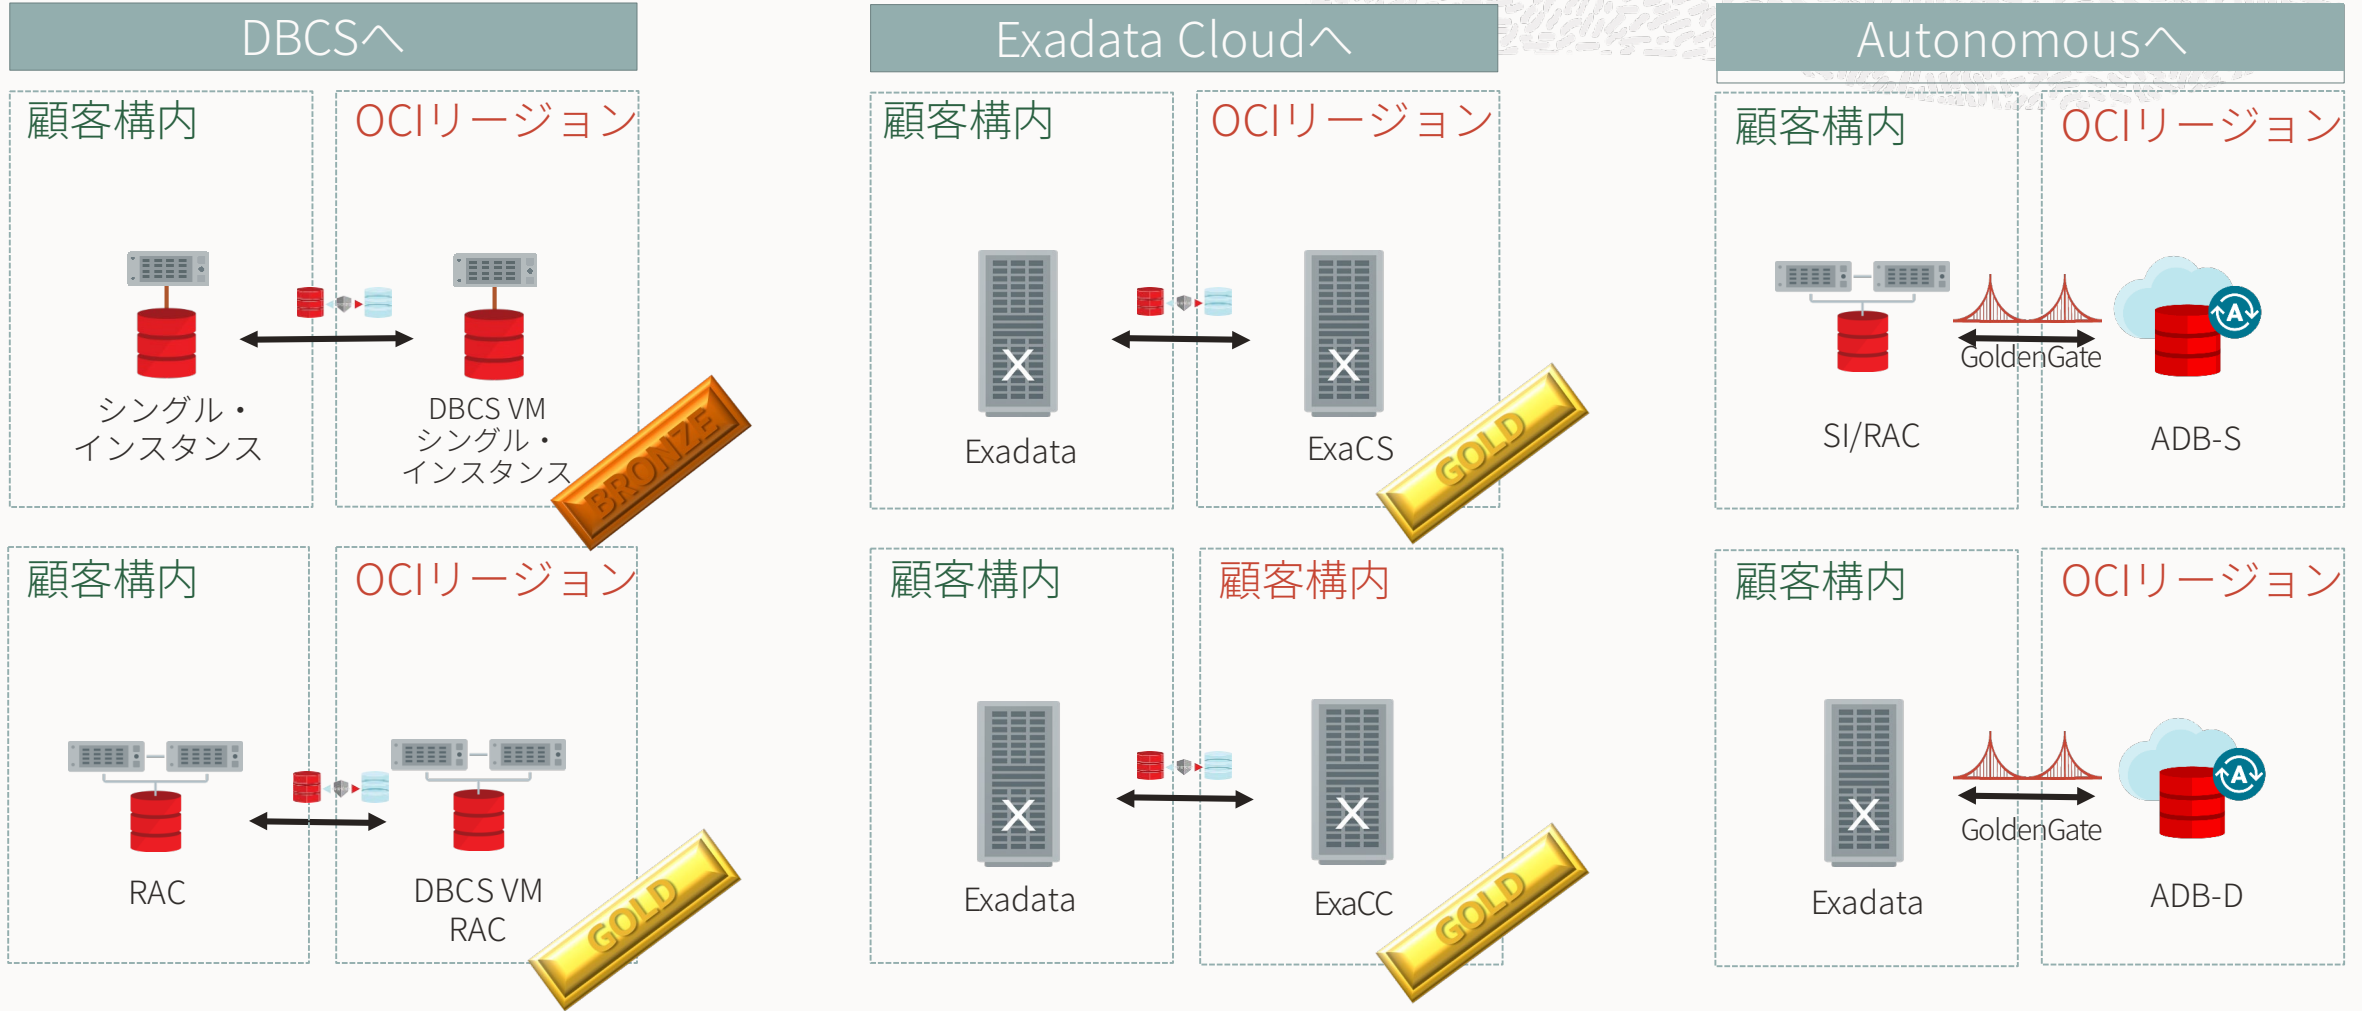 DBCSへ
顧客構内
OCIリージョン
シングル・
インスタンス
DBCS VM
シングル・
インスタンス
BRONZE
顧客構内
OCIリージョン
RAC
DBCS VM
RAC
GOLD
Exadata Cloudへ
顧客構内
OCIリージョン
X
X
Exadata
ExaCS
GOLD
顧客構内
顧客構内
X
X
Exadata
ExaCC
GOLD
Autonomousへ
顧客構内
OCIリージョン
A
GoldenGate
SI/RAC
ADB-S
顧客構内
OCIリージョン
A
X
GoldenGate
Exadata
ADB-D